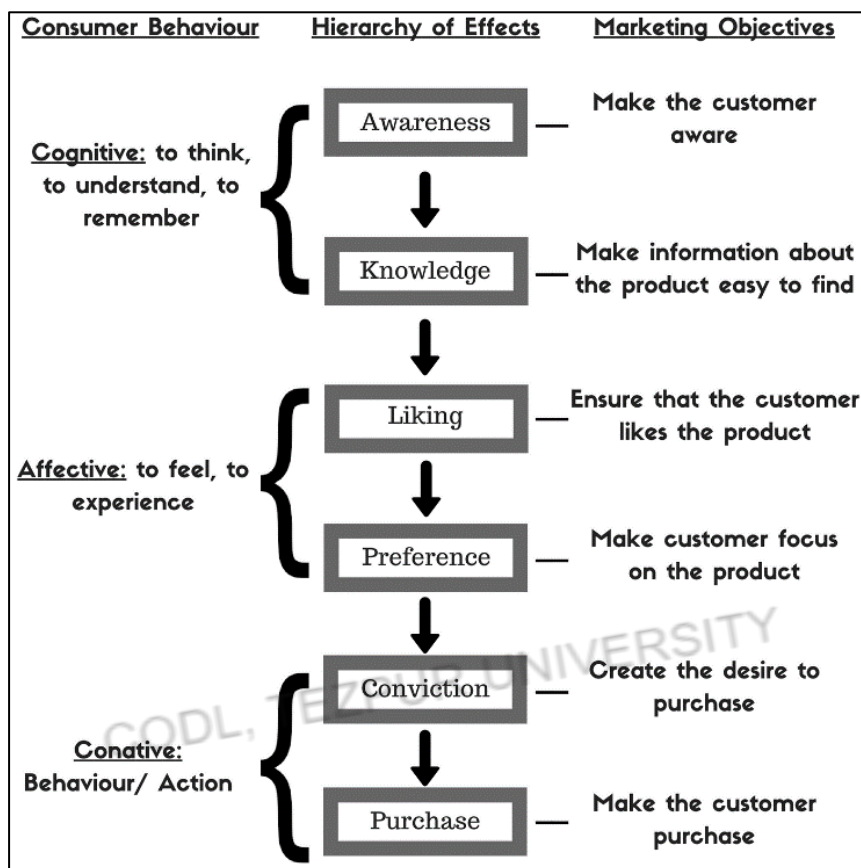 Consumer Behaviour
Hierarchy of Effects
Marketing Objectives
Cognitive: to think,
to understand, to
remember
Awareness
Make the customer
aware
Knowledge
Make information about
the product easy to find
Affective: to feel, to
experience
Liking
Ensure that the customer
likes the product
Preference
Make customer focus
on the product
Conative:
Behaviour/ Action
Conviction
Create the desire to
purchase
Purchase
Make the customer
purchase
CODL, TEZPUR UNIVERSITY